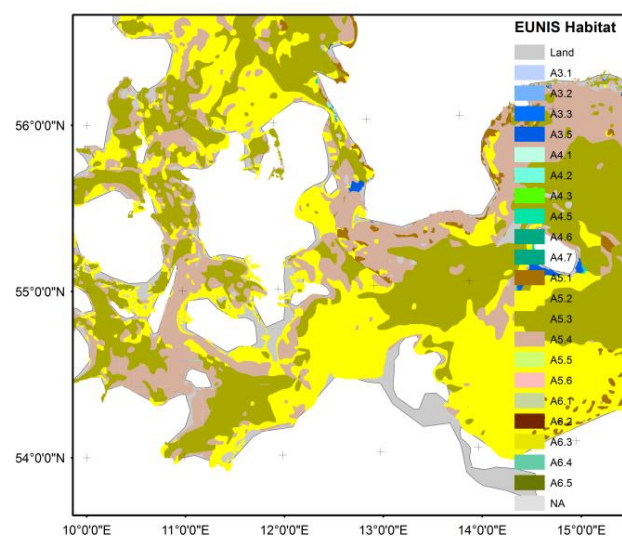 EUNIS Habitat
Land
A3.1
A3.2
A3.3
A3.5
A4.1
A4.2
A4.3
A4.5
A4.6
A4.7
A5.1
A5.2
A5.3
A5.4
A5.5
A5.6
A6.1
A6.2
A6.3
A6.4
A6.5
NA
56°0'0"N
55°0'0"N
54°0'0"N
10°0'0"E
11°0'0"E
12°0'0"E
13°0'0"E
14°0'0"E
15°0'0"E